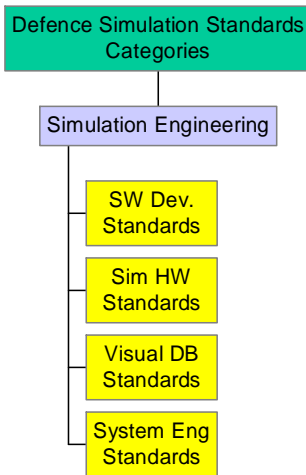 Defence Simulation Standards
Categories
Simulation Engineering
SW Dev.
Standards
Sim HW
Standards
Visual DB
Standards
System Eng
Standards